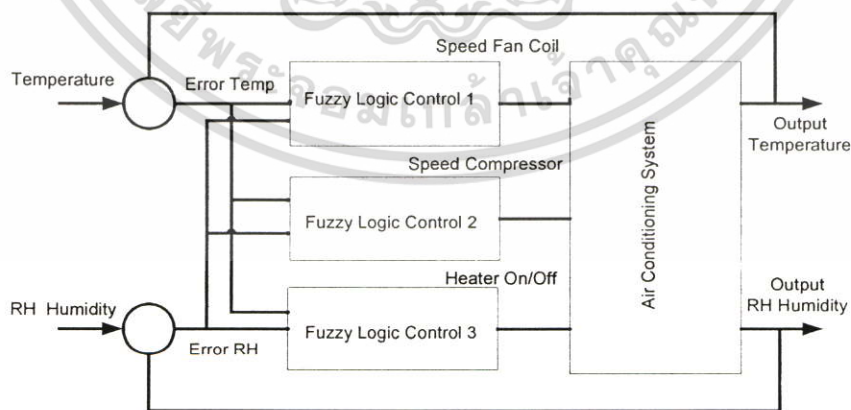 Speed Fan Coil
Temperature
Error Temp
Fuzzy Logic Control 1
Output
Temperature
Speed Compressor
Fuzzy Logic Control 2
Air Conditioning System
Heater On/Off
RH Humidity
Error RH
Fuzzy Logic Control 3
Output
RH Humidity